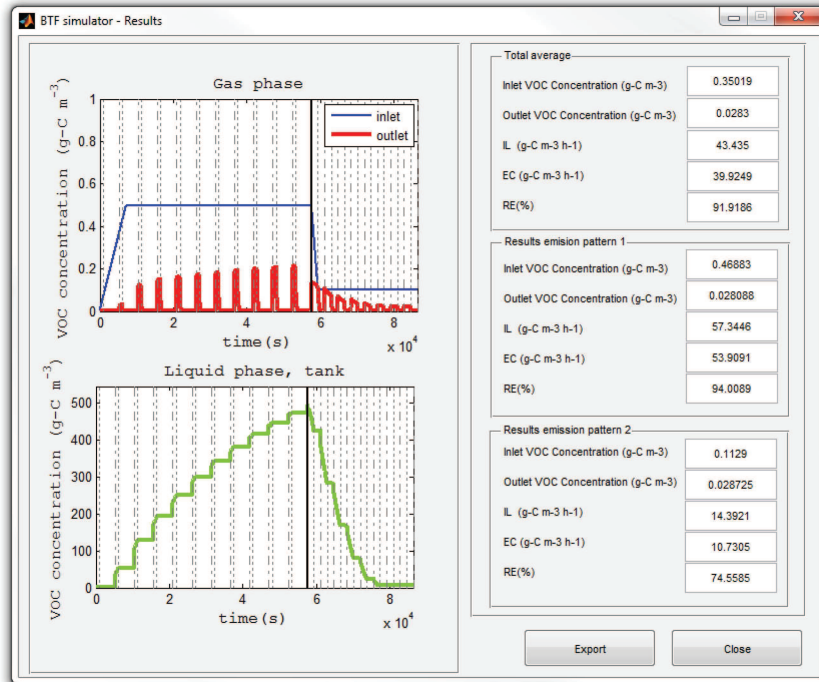 BTF simulator - Results
Gas phase
VOC concentration (g-C m-3)
1
0.8
0.6
0.4
0.2
0
inlet
outlet
0 2 4 6 8
time(s)
x 10^4
Liquid phase, tank
VOC concentration (g-C m-3)
500
400
300
200
100
0
0 2 4 6 8
time(s)
x 10^4
Total average
Inlet VOC Concentration (g-C m-3) 0.35019
Outlet VOC Concentration (g-C m-3) 0.0283
IL (g-C m-3 h-1) 43.435
EC (g-C m-3 h-1) 39.9249
RE(%) 91.9186
Results emision pattern 1
Inlet VOC Concentration (g-C m-3) 0.46883
Outlet VOC Concentration (g-C m-3) 0.028088
IL (g-C m-3 h-1) 57.3446
EC (g-C m-3 h-1) 53.9091
RE(%) 94.0089
Results emission pattern 2
Inlet VOC Concentration (g-C m-3) 0.1129
Outlet VOC Concentration (g-C m-3) 0.028725
IL (g-C m-3 h-1) 14.3921
EC (g-C m-3 h-1) 10.7305
RE(%) 74.5585
Export
Close